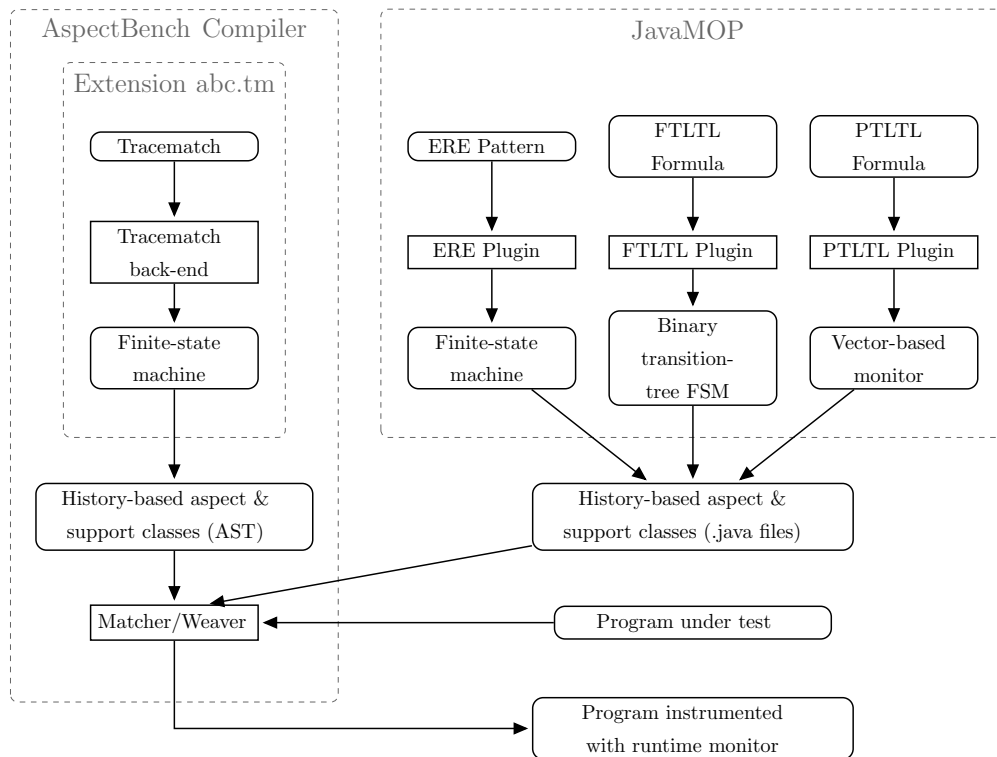 AspectBench Compiler
Extension abc.tm
Tracematch
Tracematch
back-end
Finite-state
machine
History-based aspect &
support classes (AST)
Matcher/Weaver
JavaMOP
ERE Pattern
ERE Plugin
Finite-state
machine
FTLTL
Formula
FTLTL Plugin
Binary
transition-
tree FSM
PTLTL
Formula
PTLTL Plugin
Vector-based
monitor
History-based aspect &
support classes (.java files)
Program under test
Program instrumented
with runtime monitor